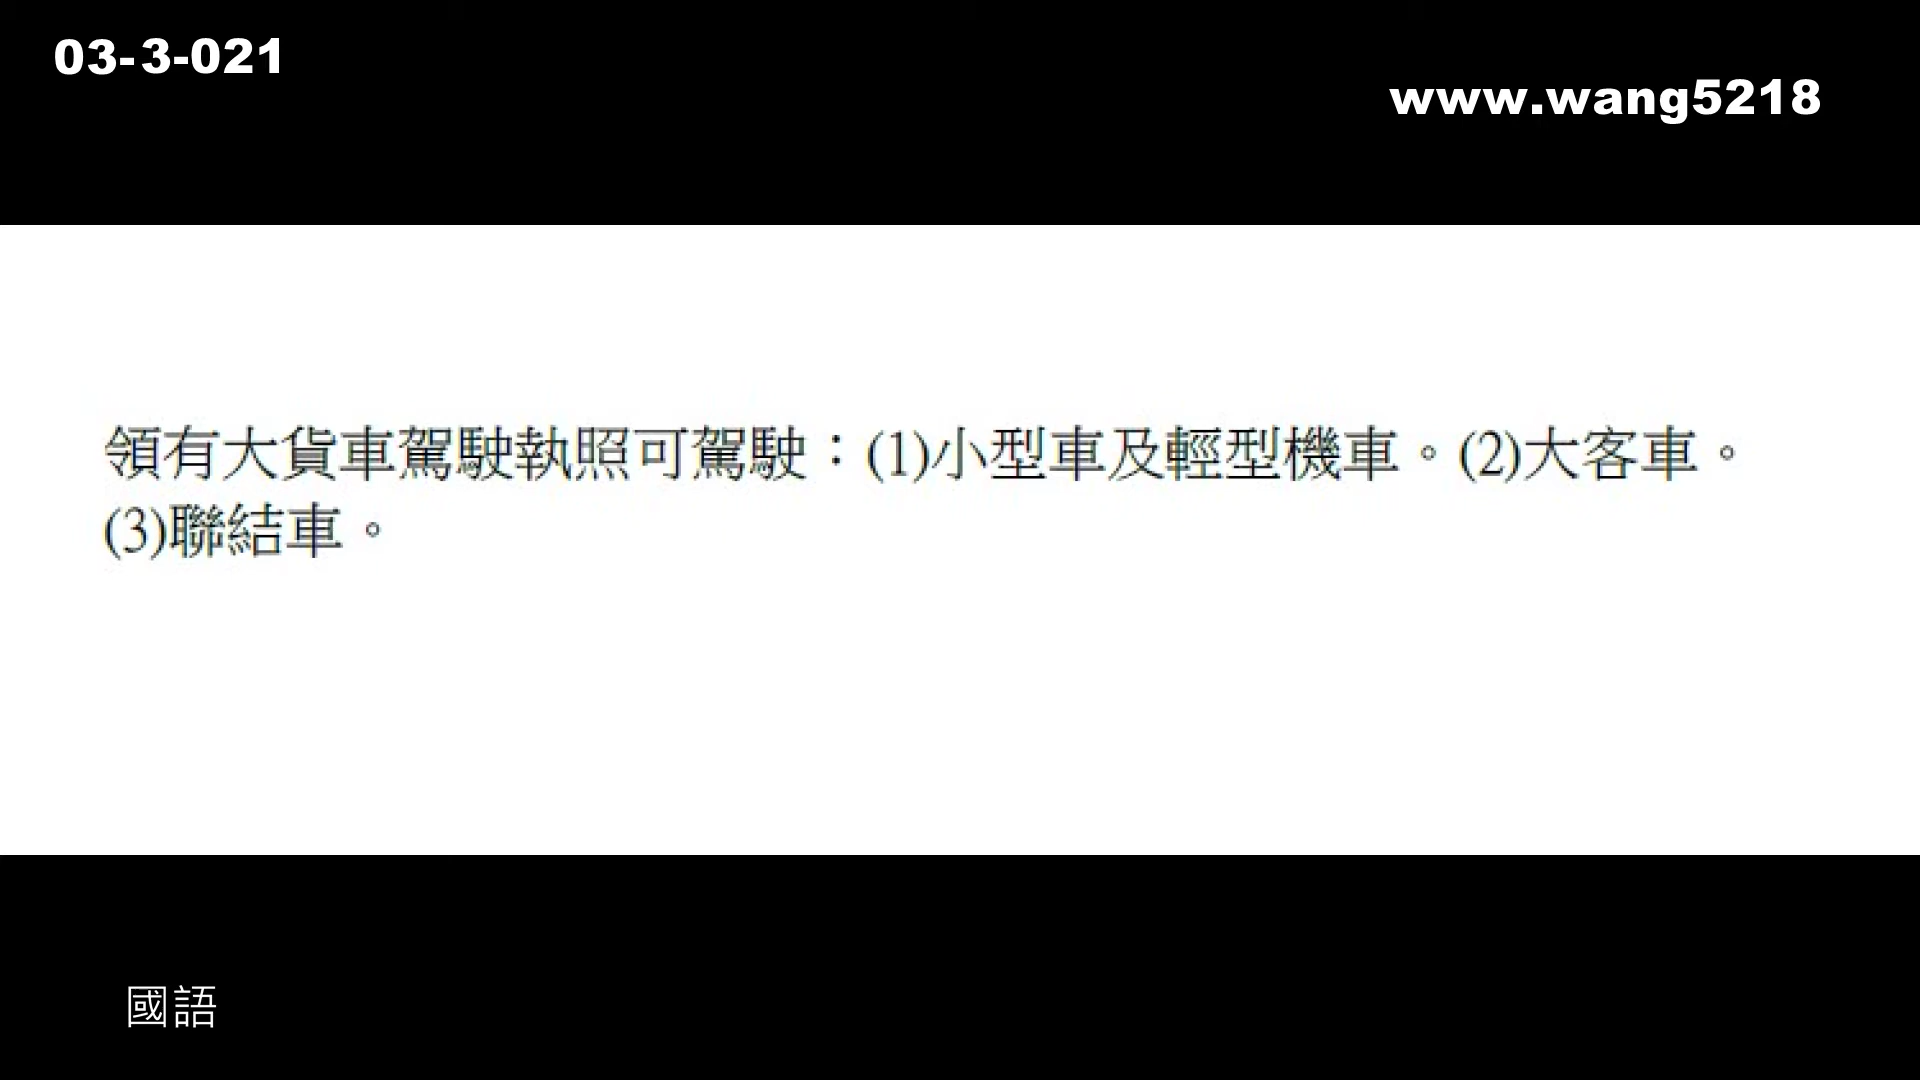 03-3-021
www.wang5218
領有大貨車駕駛執照可駕駛：(1)小型車及輕型機車。(2)大客車。
(3)聯結車。
國語